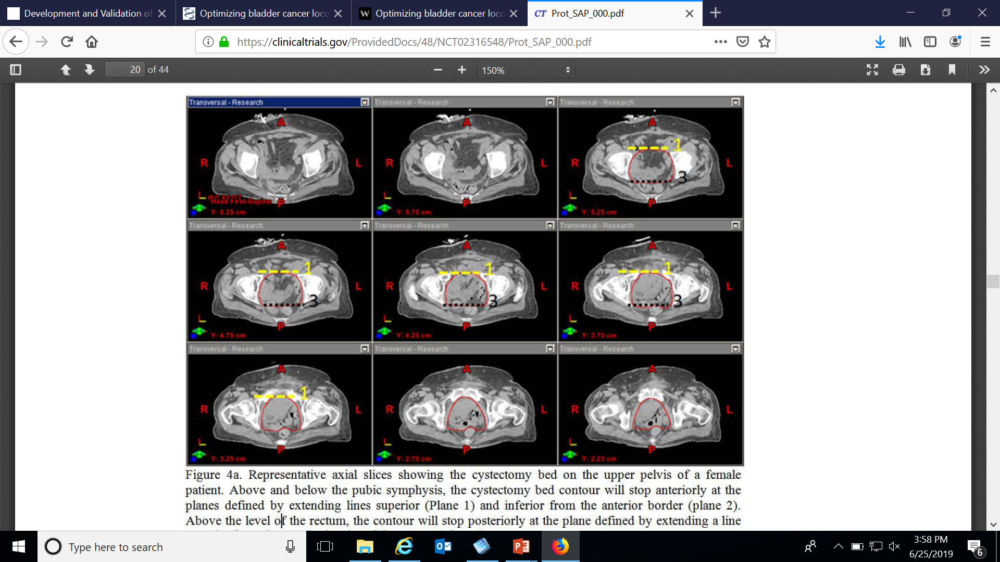 Development and Validation of
Optimizing bladder cancer loco
Optimizing bladder cancer loco
CT Prot_SAP_000.pdf
https://clinicaltrials.gov/ProvidedDocs/48/NCT02316548/Prot_SAP_000.pdf
20 of 44
150%
Transversal - Research
Transversal - Research
Transversal - Research
A
A
A
1
R L
R L
R L
3
L
Head First-Supine
P
P
P
Y: 6.25 cm
L
Y: 5.75 cm
L
Y: 5.25 cm
Transversal - Research
Transversal - Research
Transversal - Research
A
A
A
1
1
1
R L
R L
R L
3
3
3
L
L
L
P
P
P
Y: 4.75 cm
Y: 4.25 cm
Y: 3.75 cm
Transversal - Research
Transversal - Research
Transversal - Research
A
A
A
1
R L
R L
R L
L
L
L
P
P
P
Y: 3.25 cm
Y: 2.75 cm
Y: 2.25 cm
Figure 4a. Representative axial slices showing the cystectomy bed on the upper pelvis of a female
patient. Above and below the pubic symphysis, the cystectomy bed contour will stop anteriorly at the
planes defined by extending lines superior (Plane 1) and inferior from the anterior border (plane 2).
Above the level of the rectum, the contour will stop posteriorly at the plane defined by extending a line
Type here to search
3:58 PM
6/25/2019
6